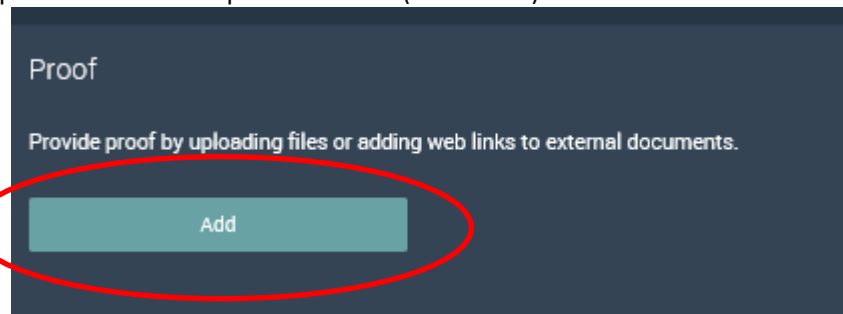 Proof
Provide proof by uploading files or adding web links to external documents.
Add